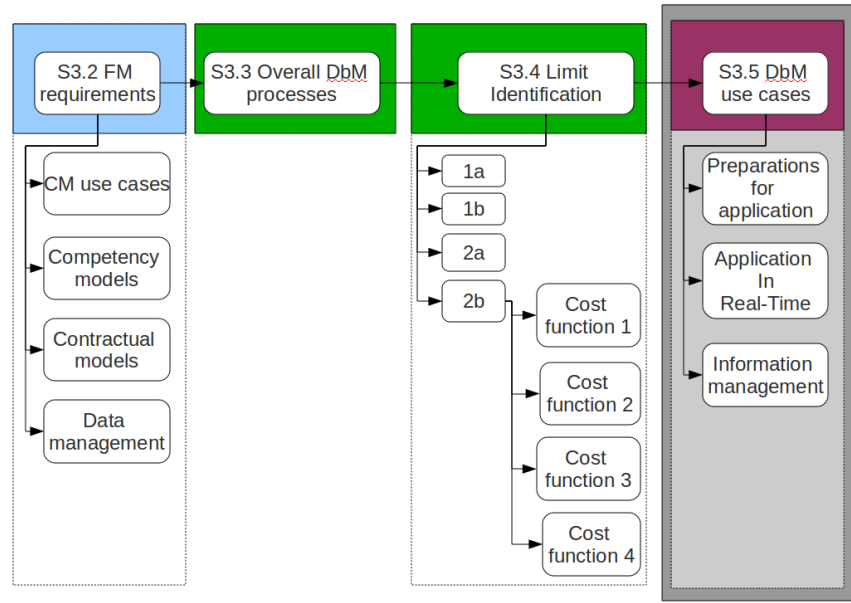 S3.2 FM
requirements
S3.3 Overall DbM
processes
S3.4 Limit
Identification
S3.5 DbM
use cases
CM use cases
Competency
models
Contractual
models
Data
management
1a
1b
2a
2b
Cost
function 1
Cost
function 2
Cost
function 3
Cost
function 4
Preparations
for
application
Application
In
Real-Time
Information
management